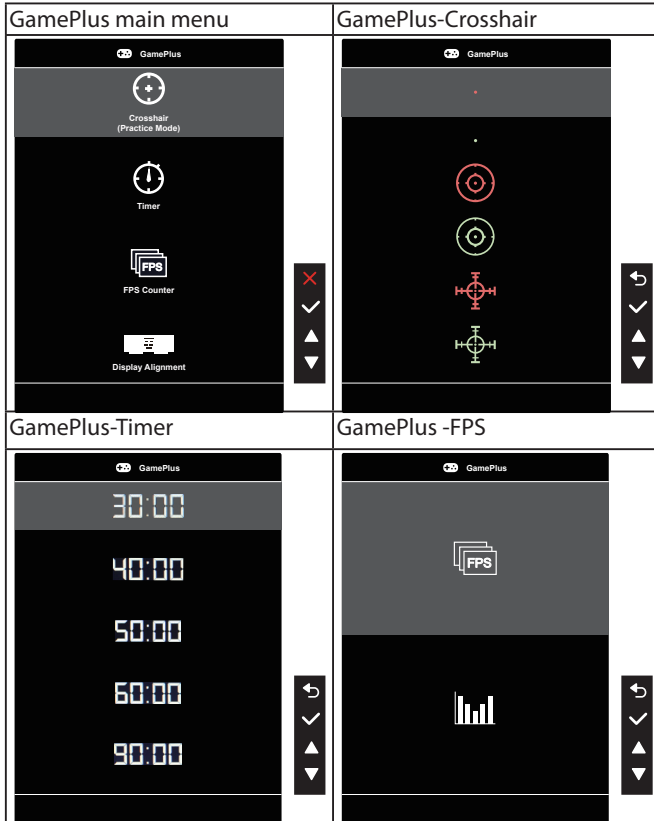 GamePlus main menu
GamePlus-Crosshair
GamePlus
Crosshair
(Practice Mode)
Timer
FPS
FPS Counter
Display Alignment
GamePlus
GamePlus-Timer
GamePlus -FPS
GamePlus
30:00
40:00
50:00
60:00
90:00
GamePlus
FPS